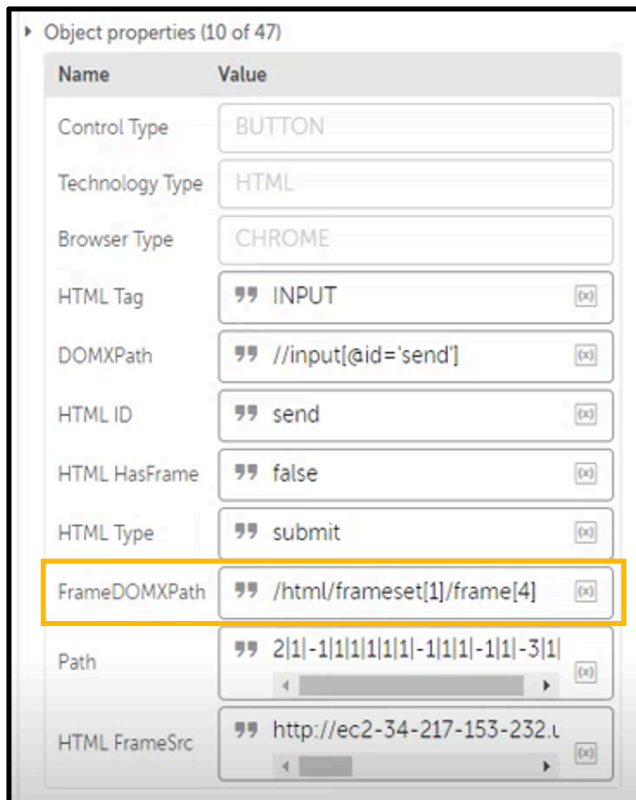 Object properties (10 of 47)
Name Value
Control Type BUTTON
Technology Type HTML
Browser Type CHROME
HTML Tag INPUT (x)
DOMXPath //input[@id='send'] (x)
HTML ID send (x)
HTML HasFrame false (x)
HTML Type submit (x)
FrameDOMXPath /html/frameset[1]/frame[4] (x)
Path 2|1|-1|1|1|1|1|1|-1|1|1|-1|1|-3|1| (x)
HTML FrameSrc http://ec2-34-217-153-232.u (x)